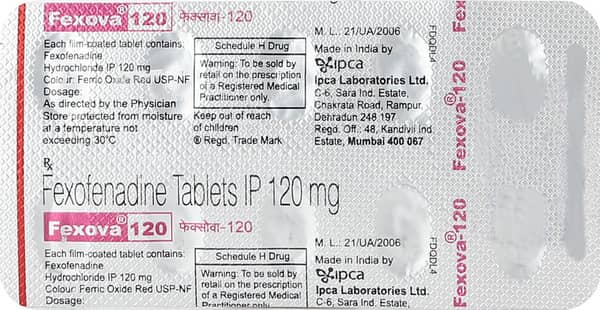 Fexova® 120 फेक्सोवा-120
Each film-coated tablet contains:
Fexofenadine
Hydrochloride IP 120 mg
Colour: Ferric Oxide Red USP-NF
Dosage:
As directed by the Physician
Store protected from moisture
at a temperature not
exceeding 30°C
Schedule H Drug
Warning: To be sold by
retail on the prescription
of a Registered Medical
Practitioner only.
Keep out of reach
of children
® Regd. Trade Mark
M. L.: 21/UA/2006
Made in India by
ipca
Ipca Laboratories Ltd.
C-6, Sara Ind. Estate,
Chakrata Road, Rampur,
Dehradun 248 197
Regd. Off.: 48, Kandivli Ind.
Estate, Mumbai 400 067
FDQDL4
Fexova®-120
℞
Fexofenadine Tablets IP 120 mg
Fexova® 120 फेक्सोवा-120
Each film-coated tablet contains:
Fexofenadine
Hydrochloride IP 120 mg
Colour: Ferric Oxide Red USP-NF
Dosage:
Schedule H Drug
Warning: To be sold by
retail on the prescription
of a Registered Medical
Practitioner only.
M. L.: 21/UA/2006
Made in India by
ipca
Ipca Laboratories Ltd.
C-6, Sara Ind. Estate,
FDQDL4
Fexova®-120